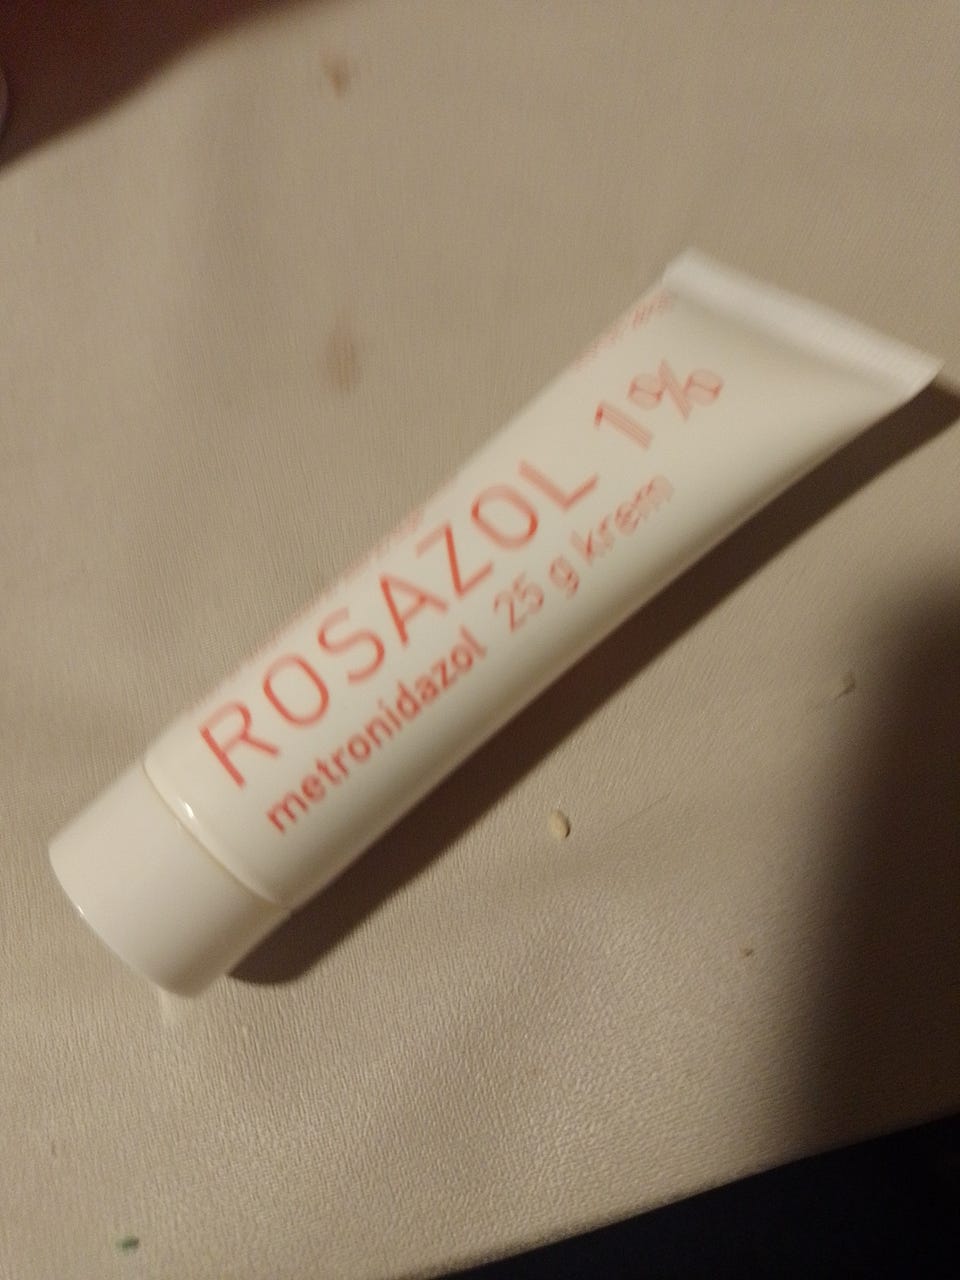 ROSAZOL 1%
metronidazol 25 g krem